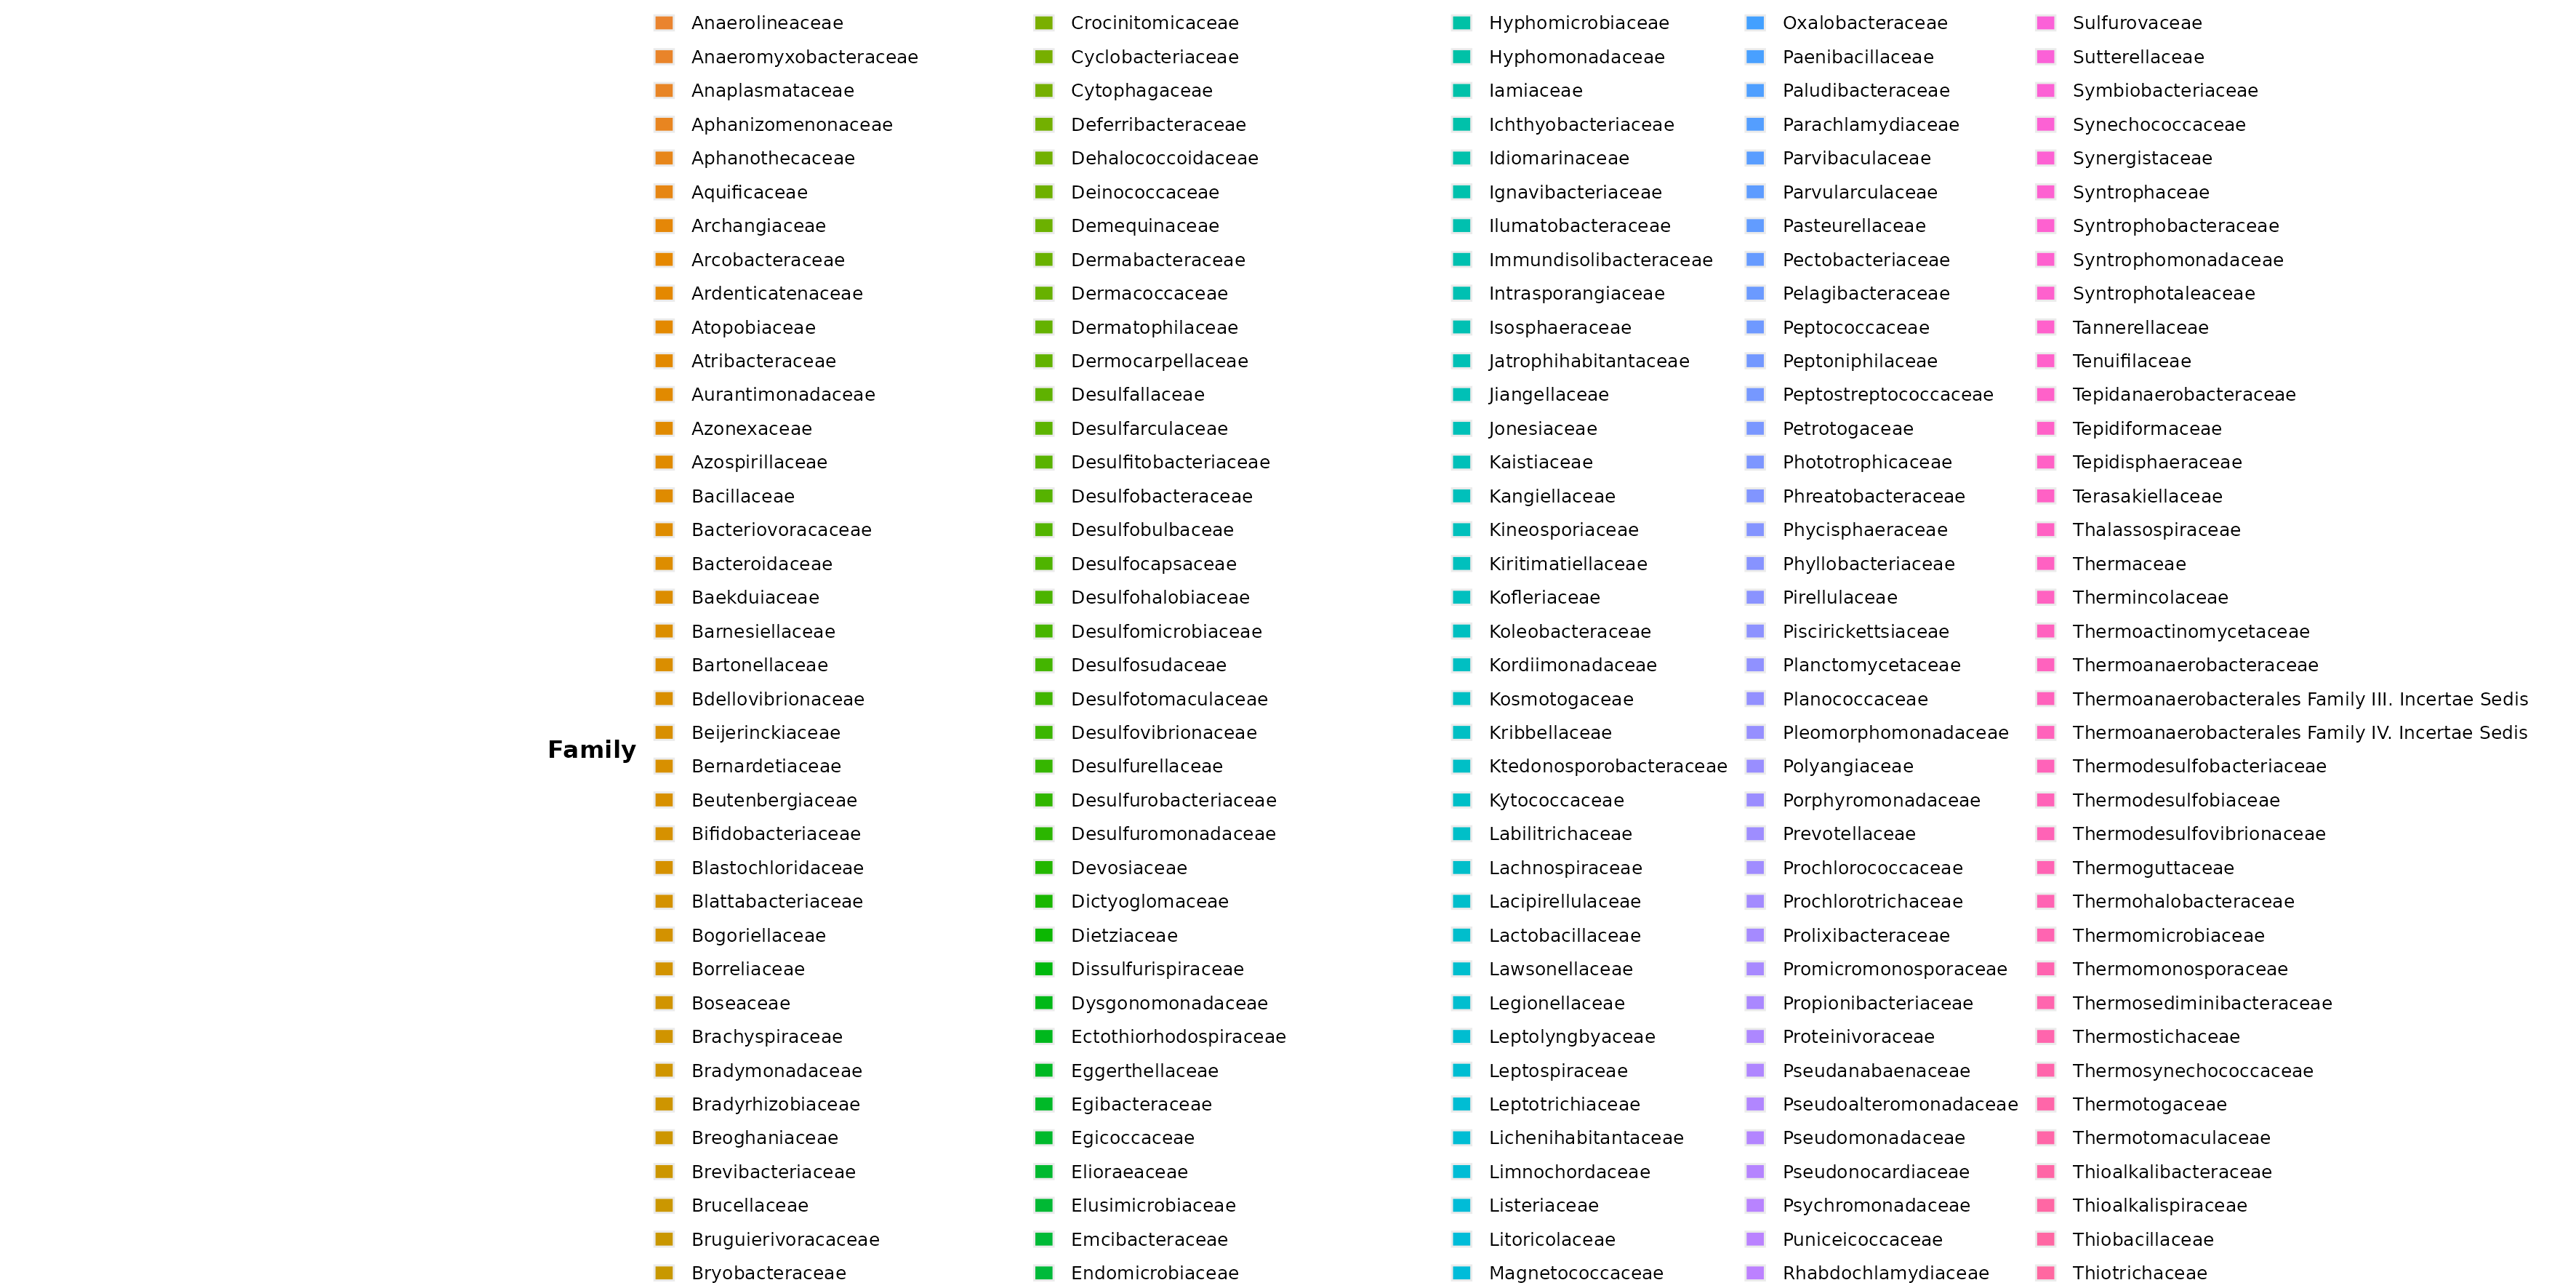 Family
Anaerolineaceae
Anaeromyxobacteraceae
Anaplasmataceae
Aphanizomenonaceae
Aphanothecaceae
Aquificaceae
Archangiaceae
Arcobacteraceae
Ardenticatenaceae
Atopobiaceae
Atribacteraceae
Aurantimonadaceae
Azonexaceae
Azospirillaceae
Bacillaceae
Bacteriovoracaceae
Bacteroidaceae
Baekduiaceae
Barnesiellaceae
Bartonellaceae
Bdellovibrionaceae
Beijerinckiaceae
Bernardetiaceae
Beutenbergiaceae
Bifidobacteriaceae
Blastochloridaceae
Blattabacteriaceae
Bogoriellaceae
Borreliaceae
Boseaceae
Brachyspiraceae
Bradymonadaceae
Bradyrhizobiaceae
Breoghaniaceae
Brevibacteriaceae
Brucellaceae
Bruguierivoracaceae
Bryobacteraceae
Crocinitomicaceae
Cyclobacteriaceae
Cytophagaceae
Deferribacteraceae
Dehalococcoidaceae
Deinococcaceae
Demequinaceae
Dermabacteraceae
Dermacoccaceae
Dermatophilaceae
Dermocarpellaceae
Desulfallaceae
Desulfarculaceae
Desulfitobacteriaceae
Desulfobacteraceae
Desulfobulbaceae
Desulfocapsaceae
Desulfohalobiaceae
Desulfomicrobiaceae
Desulfosudaceae
Desulfotomaculaceae
Desulfovibrionaceae
Desulfurellaceae
Desulfurobacteriaceae
Desulfuromonadaceae
Devosiaceae
Dictyoglomaceae
Dietziaceae
Dissulfurispiraceae
Dysgonomonadaceae
Ectothiorhodospiraceae
Eggerthellaceae
Egibacteraceae
Egicoccaceae
Elioraeaceae
Elusimicrobiaceae
Emcibacteraceae
Endomicrobiaceae
Hyphomicrobiaceae
Hyphomonadaceae
Iamiaceae
Ichthyobacteriaceae
Idiomarinaceae
Ignavibacteriaceae
Ilumatobacteraceae
Immundisolibacteraceae
Intrasporangiaceae
Isosphaeraceae
Jatrophihabitantaceae
Jiangellaceae
Jonesiaceae
Kaistiaceae
Kangiellaceae
Kineosporiaceae
Kiritimatiellaceae
Kofleriaceae
Koleobacteraceae
Kordiimonadaceae
Kosmotogaceae
Kribbellaceae
Ktedonosporobacteraceae
Kytococcaceae
Labilitrichaceae
Lachnospiraceae
Lacipirellulaceae
Lactobacillaceae
Lawsonellaceae
Legionellaceae
Leptolyngbyaceae
Leptospiraceae
Leptotrichiaceae
Lichenihabitantaceae
Limnochordaceae
Listeriaceae
Litoricolaceae
Magnetococcaceae
Oxalobacteraceae
Paenibacillaceae
Paludibacteraceae
Parachlamydiaceae
Parvibaculaceae
Parvularculaceae
Pasteurellaceae
Pectobacteriaceae
Pelagibacteraceae
Peptococcaceae
Peptoniphilaceae
Peptostreptococcaceae
Petrotogaceae
Phototrophicaceae
Phreatobacteraceae
Phycisphaeraceae
Phyllobacteriaceae
Pirellulaceae
Piscirickettsiaceae
Planctomycetaceae
Planococcaceae
Pleomorphomonadaceae
Polyangiaceae
Porphyromonadaceae
Prevotellaceae
Prochlorococcaceae
Prochlorotrichaceae
Prolixibacteraceae
Promicromonosporaceae
Propionibacteriaceae
Proteinivoraceae
Pseudanabaenaceae
Pseudoalteromonadaceae
Pseudomonadaceae
Pseudonocardiaceae
Psychromonadaceae
Puniceicoccaceae
Rhabdochlamydiaceae
Sulfurovaceae
Sutterellaceae
Symbiobacteriaceae
Synechococcaceae
Synergistaceae
Syntrophaceae
Syntrophobacteraceae
Syntrophomonadaceae
Syntrophotaleaceae
Tannerellaceae
Tenuifilaceae
Tepidanaerobacteraceae
Tepidiformaceae
Tepidisphaeraceae
Terasakiellaceae
Thalassospiraceae
Thermaceae
Thermincolaceae
Thermoactinomycetaceae
Thermoanaerobacteraceae
Thermoanaerobacterales Family III. Incertae Sedis
Thermoanaerobacterales Family IV. Incertae Sedis
Thermodesulfobacteriaceae
Thermodesulfobiaceae
Thermodesulfovibrionaceae
Thermoguttaceae
Thermohalobacteraceae
Thermomicrobiaceae
Thermomonosporaceae
Thermosediminibacteraceae
Thermostichaceae
Thermosynechococcaceae
Thermotogaceae
Thermotomaculaceae
Thioalkalibacteraceae
Thioalkalispiraceae
Thiobacillaceae
Thiotrichaceae